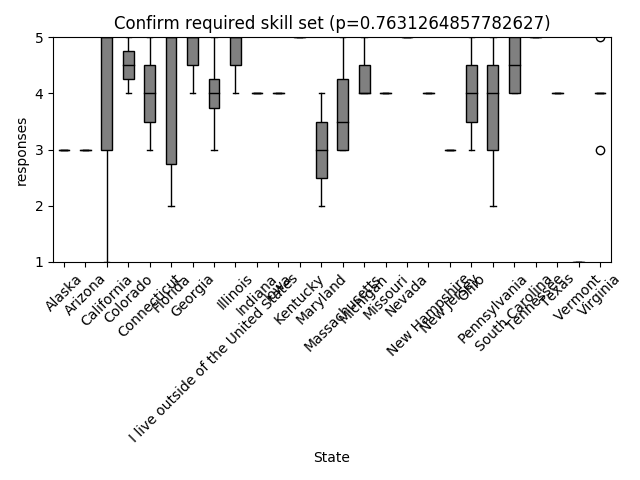 Confirm required skill set (p=0.7631264857782627)
responses
5
4
3
2
1
Alaska
Arizona
California
Colorado
Connecticut
Florida
Georgia
I live outside of the United States
Illinois
Indiana
Iowa
Kentucky
Maryland
Massachusetts
Michigan
Missouri
Nevada
New Hampshire
New Jersey
Ohio
Pennsylvania
South Carolina
Tennesse
Texas
Vermont
Virginia
State